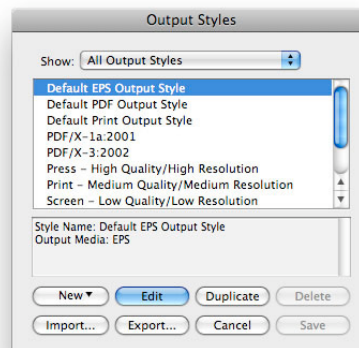 Output Styles
Show: All Output Styles
Default EPS Output Style
Default PDF Output Style
Default Print Output Style
PDF/X-1a:2001
PDF/X-3:2002
Press - High Quality/High Resolution
Print - Medium Quality/Medium Resolution
Screen - Low Quality/Low Resolution
Style Name: Default EPS Output Style
Output Media: EPS
New▼ Edit Duplicate Delete
Import... Export... Cancel Save